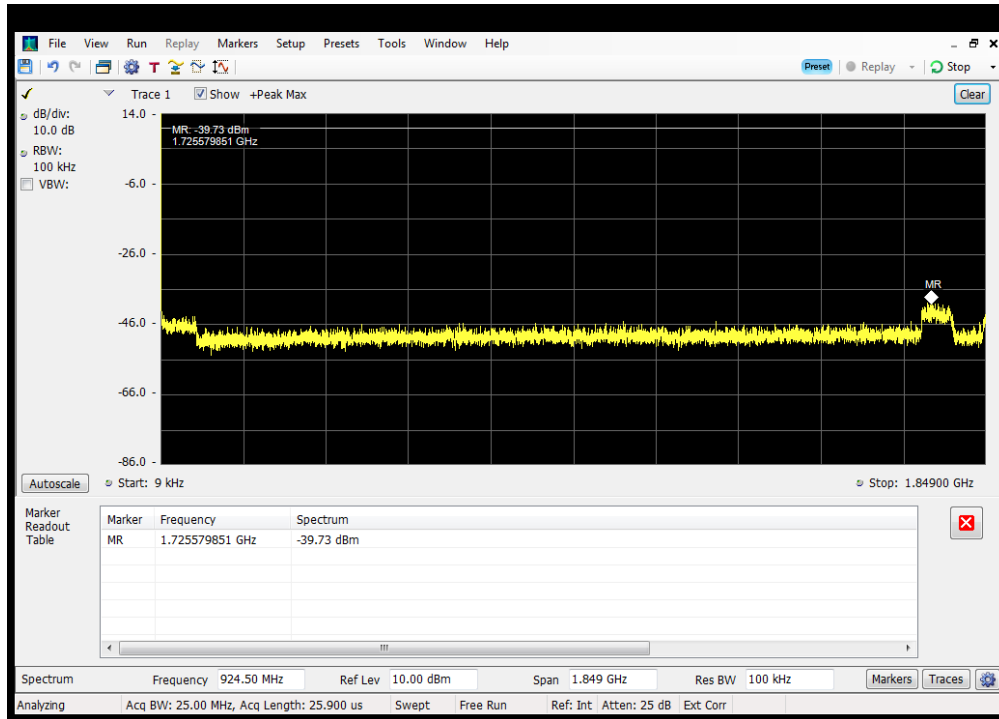 File View Run Replay Markers Setup Presets Tools Window Help
T Preset Replay Stop
Trace 1 Show +Peak Max Clear
dB/div:
10.0 dB
RBW:
100 kHz
VBW:
14.0 -
-6.0 -
-26.0 -
-46.0 -
-66.0 -
-86.0 -
MR: -39.73 dBm
1.725579851 GHz
MR
Autoscale Start: 9 kHz Stop: 1.84900 GHz
Marker
Readout
Table
Marker Frequency Spectrum
MR 1.725579851 GHz -39.73 dBm
Spectrum Frequency 924.50 MHz Ref Lev 10.00 dBm Span 1.849 GHz Res BW 100 kHz Markers Traces
Analyzing Acq BW: 25.00 MHz, Acq Length: 25.900 us Swept Free Run Ref: Int Atten: 25 dB Ext Corr